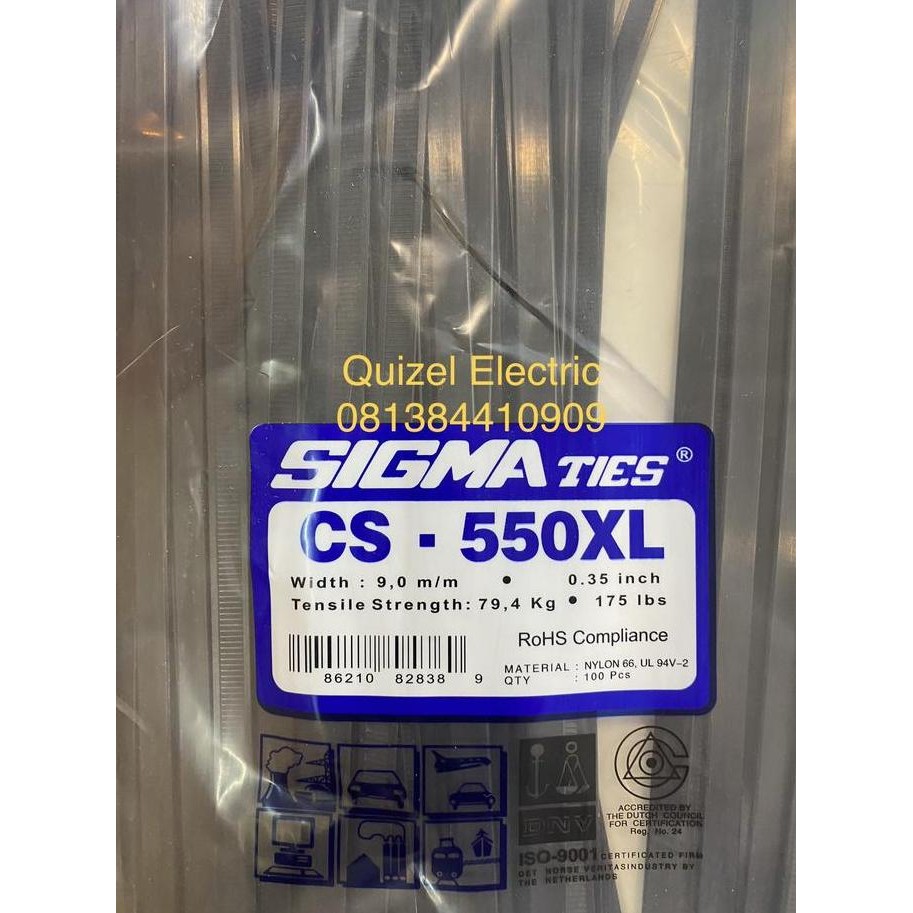 Quizel Electric
081384410909
SIGMA TIES ®
CS - 550XL
Width : 9,0 m/m • 0.35 inch
Tensile Strength: 79,4 Kg • 175 lbs
RoHS Compliance
MATERIAL : NYLON 66, UL 94V-2
QTY : 100 Pcs
86210 82838 9
DNV
ACCREDITED BY
THE DUTCH COUNCIL
FOR CERTIFICATION
Reg. No. 24
ISO-9001 CERTIFICATED FIRM
DET NORSE VERITASINDUSTRY BY
THE NETHERLANDS